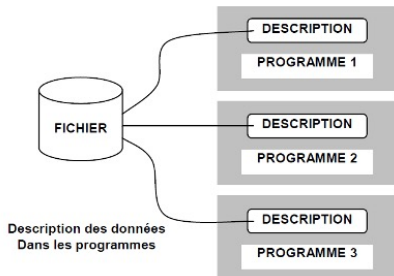 DESCRIPTION
PROGRAMME 1
FICHIER
DESCRIPTION
PROGRAMME 2
DESCRIPTION
PROGRAMME 3
Description des données
Dans les programmes